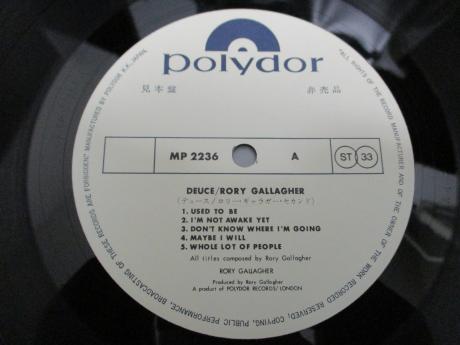 polydor
見本盤 非売品
MP 2236 A ST 33
DEUCE/RORY GALLAGHER
(デュース/ロリー・ギャラガー・セカンド)
1. USED TO BE
2. I'M NOT AWAKE YET
3. DON'T KNOW WHERE I'M GOING
4. MAYBE I WILL
5. WHOLE LOT OF PEOPLE
All titles composed by Rory Gallagher
RORY GALLAGHER
Produced by Rory Gallagher
A product of POLYDOR RECORDS/LONDON
"ALL RIGHTS OF THE RECORD PRODUCER AND OF THE OWNER OF THE WORK RECORDED RESERVED, COPYING, PUBLIC PERFORMANCE, BROADCASTING OF THESE RECORDS ARE FORBIDDEN" MANUFACTURED BY POLYDOR K.K., JAPAN.